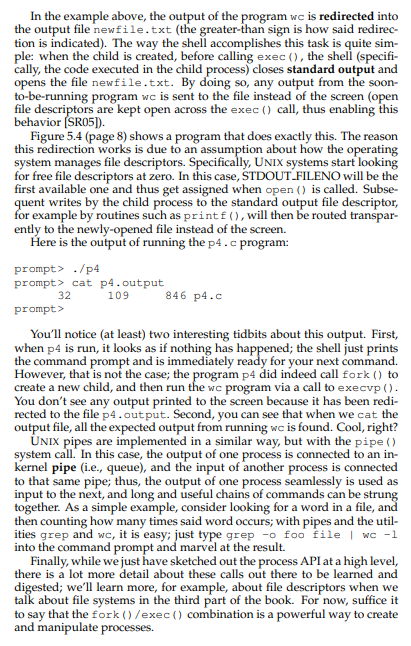 In the example above, the output of the program wc is redirected into
the output file newfile.txt (the greater-than sign is how said redirec-
tion is indicated). The way the shell accomplishes this task is quite sim-
ple: when the child is created, before calling exec(), the shell (specifi-
cally, the code executed in the child process) closes standard output and
opens the file newfile.txt. By doing so, any output from the soon-
to-be-running program wc is sent to the file instead of the screen (open
file descriptors are kept open across the exec() call, thus enabling this
behavior [SR05]).
Figure 5.4 (page 8) shows a program that does exactly this. The reason
this redirection works is due to an assumption about how the operating
system manages file descriptors. Specifically, UNIX systems start looking
for free file descriptors at zero. In this case, STDOUT_FILENO will be the
first available one and thus get assigned when open() is called. Subse-
quent writes by the child process to the standard output file descriptor,
for example by routines such as printf(), will then be routed transpar-
ently to the newly-opened file instead of the screen.
Here is the output of running the p4.c program:
prompt> ./p4
prompt> cat p4.output
32 109 846 p4.c
prompt>
You'll notice (at least) two interesting tidbits about this output. First,
when p4 is run, it looks as if nothing has happened; the shell just prints
the command prompt and is immediately ready for your next command.
However, that is not the case; the program p4 did indeed call fork() to
create a new child, and then run the wc program via a call to execvp().
You don't see any output printed to the screen because it has been redi-
rected to the file p4.output. Second, you can see that when we cat the
output file, all the expected output from running wc is found. Cool, right?
UNIX pipes are implemented in a similar way, but with the pipe()
system call. In this case, the output of one process is connected to an in-
kernel pipe (i.e., queue), and the input of another process is connected
to that same pipe; thus, the output of one process seamlessly is used as
input to the next, and long and useful chains of commands can be strung
together. As a simple example, consider looking for a word in a file, and
then counting how many times said word occurs; with pipes and the util-
ities grep and wc, it is easy; just type grep -o foo file | wc -l
into the command prompt and marvel at the result.
Finally, while we just have sketched out the process API at a high level,
there is a lot more detail about these calls out there to be learned and
digested; we'll learn more, for example, about file descriptors when we
talk about file systems in the third part of the book. For now, suffice it
to say that the fork()/exec() combination is a powerful way to create
and manipulate processes.